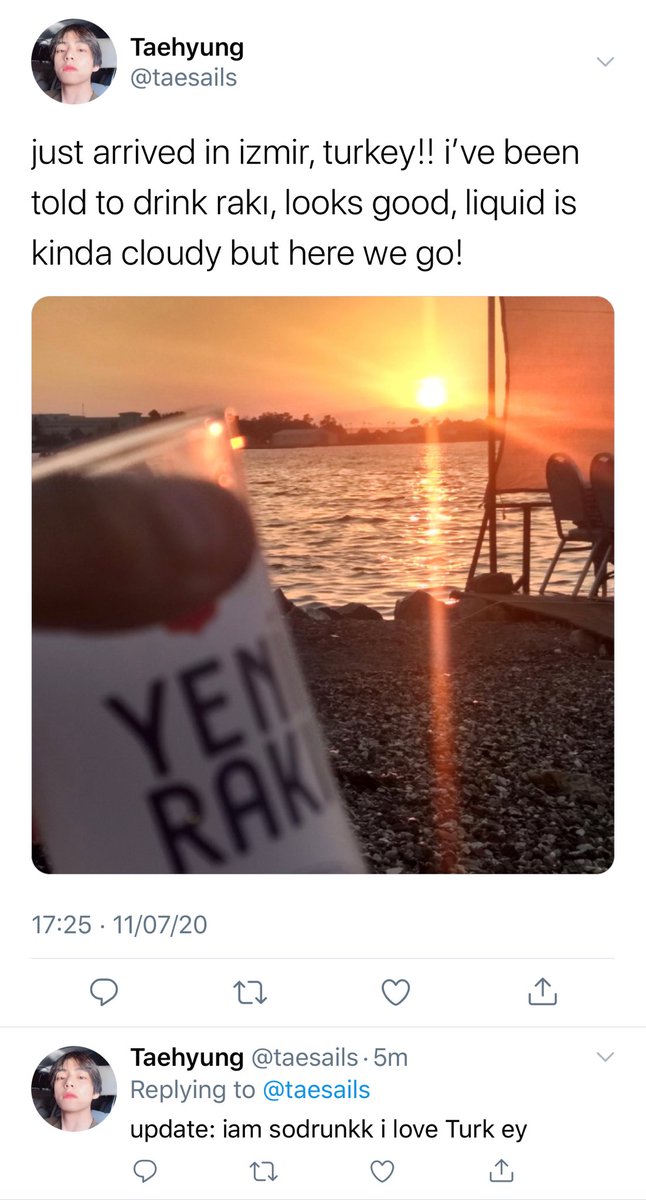 Taehyung
@taesails
just arrived in izmir, turkey!! i’ve been
told to drink rakı, looks good, liquid is
kinda cloudy but here we go!
YEN
RAK
17:25 · 11/07/20
Taehyung @taesails · 5m
Replying to @taesails
update: iam sodrunkk i love Turk ey